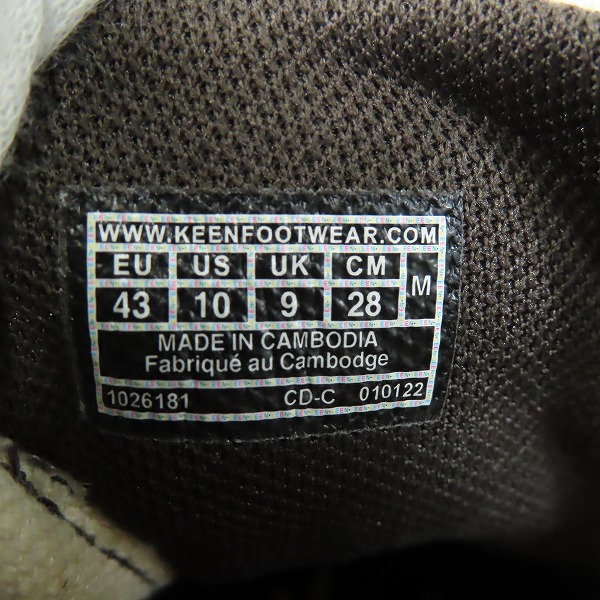 WWW.KEENFOOTWEAR.COM
EU US UK CM M
43 10 9 28
MADE IN CAMBODIA
Fabriqué au Cambodge
1026181 CD-C 010122